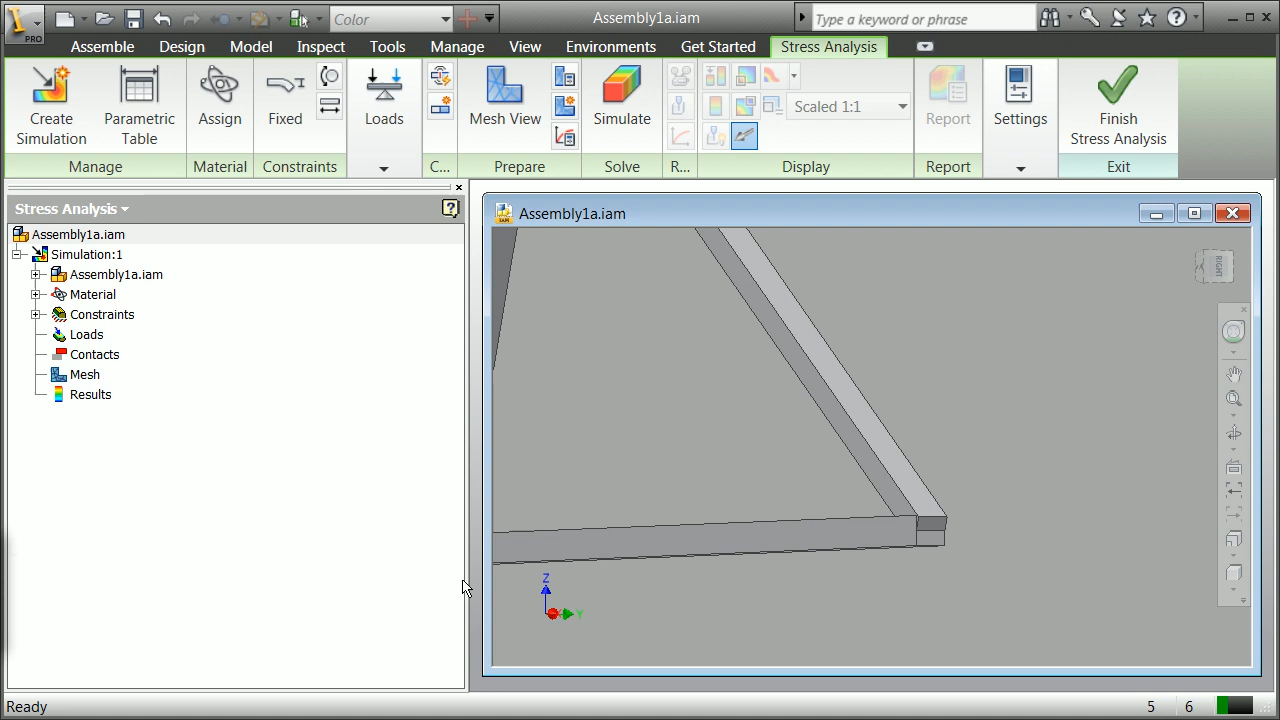 PRO
Color
Assembly1a.iam
Type a keyword or phrase
Assemble Design Model Inspect Tools Manage View Environments Get Started Stress Analysis
Create Simulation
Parametric Table
Assign
Fixed
Loads
Mesh View
Simulate
Scaled 1:1
Report
Settings
Finish Stress Analysis
Manage Material Constraints C... Prepare Solve R... Display Report Exit
Stress Analysis
Assembly1a.iam
Simulation:1
Assembly1a.iam
Material
Constraints
Loads
Contacts
Mesh
Results
Assembly1a.iam
RIGHT
Z
Y
Ready
5 6